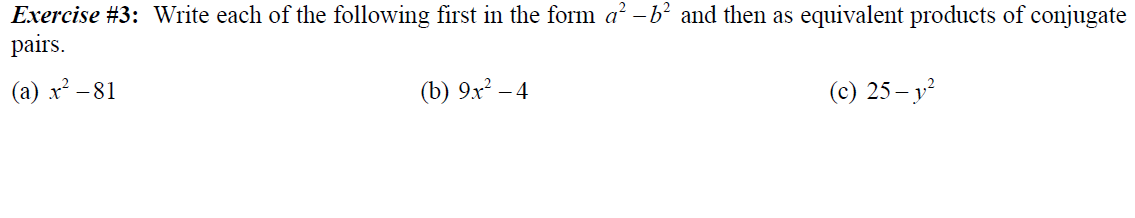 Exercise #3: Write each of the following first in the form a² – b² and then as equivalent products of conjugate
pairs.
(a) x² – 81 (b) 9x² – 4 (c) 25 – y²